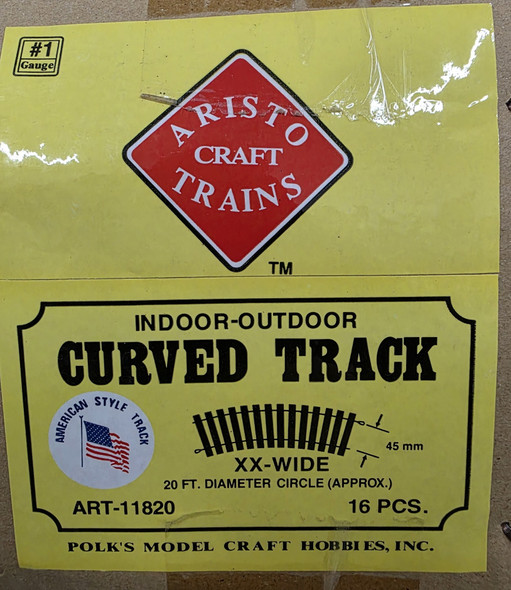 #1
Gauge
ARISTO
CRAFT
TRAINS
TM
INDOOR-OUTDOOR
CURVED TRACK
AMERICAN STYLE TRACK
45 mm
XX-WIDE
20 FT. DIAMETER CIRCLE (APPROX.)
ART-11820
16 PCS.
POLK'S MODEL CRAFT HOBBIES, INC.